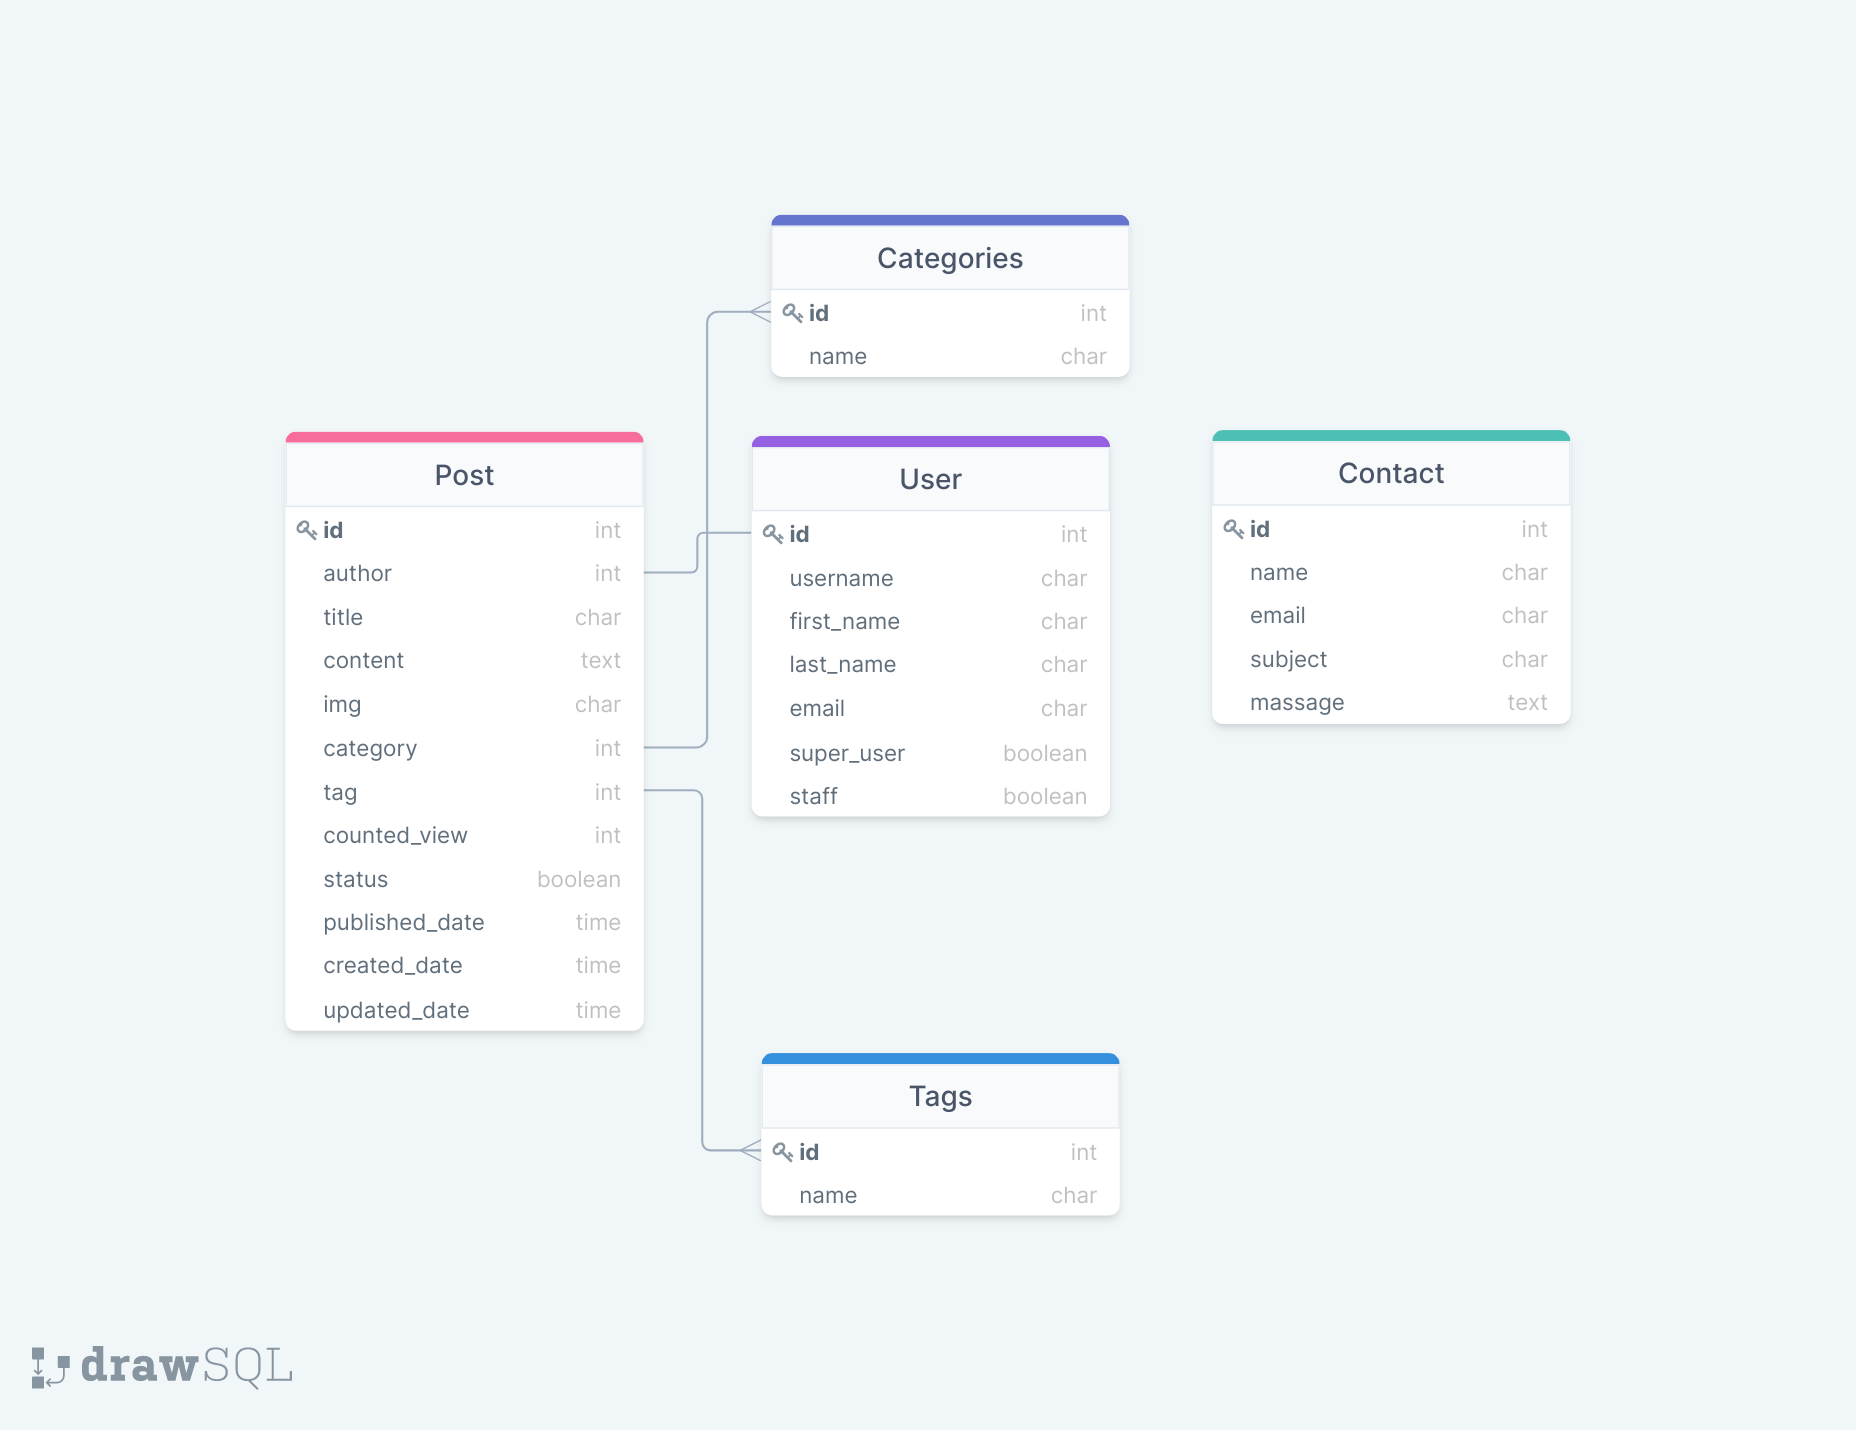 Categories
id int
name char
Post
id int
author int
title char
content text
img char
category int
tag int
counted_view int
status boolean
published_date time
created_date time
updated_date time
User
id int
username char
first_name char
last_name char
email char
super_user boolean
staff boolean
Contact
id int
name char
email char
subject char
massage text
Tags
id int
name char
drawSQL